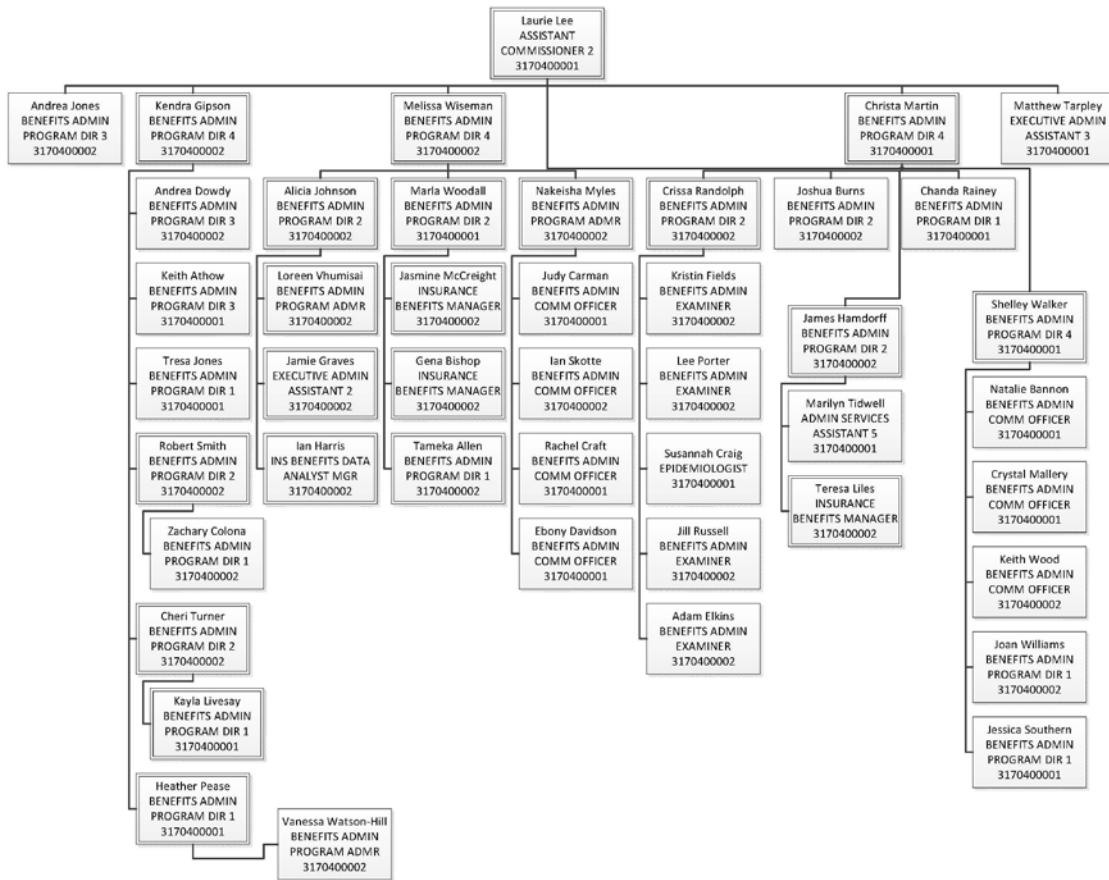 Laurie Lee
ASSISTANT
COMMISSIONER 2
3170400001
Andrea Jones
BENEFITS ADMIN
PROGRAM DIR 3
3170400002
Kendra Gipson
BENEFITS ADMIN
PROGRAM DIR 4
3170400002
Melissa Wiseman
BENEFITS ADMIN
PROGRAM DIR 4
3170400002
Christa Martin
BENEFITS ADMIN
PROGRAM DIR 4
3170400001
Matthew Tarpley
EXECUTIVE ADMIN
ASSISTANT 3
3170400001
Andrea Dowdy
BENEFITS ADMIN
PROGRAM DIR 3
3170400002
Alicia Johnson
BENEFITS ADMIN
PROGRAM DIR 2
3170400002
Marla Woodall
BENEFITS ADMIN
PROGRAM DIR 2
3170400001
Nakeisha Myles
BENEFITS ADMIN
PROGRAM ADMR
3170400002
Crissa Randolph
BENEFITS ADMIN
PROGRAM DIR 2
3170400002
Joshua Burns
BENEFITS ADMIN
PROGRAM DIR 2
3170400002
Chanda Rainey
BENEFITS ADMIN
PROGRAM DIR 1
3170400001
Keith Athow
BENEFITS ADMIN
PROGRAM DIR 3
3170400001
Loreen Vhumisai
BENEFITS ADMIN
PROGRAM ADMR
3170400002
Jasmine McCreight
INSURANCE
BENEFITS MANAGER
3170400002
Judy Carman
BENEFITS ADMIN
COMM OFFICER
3170400001
Kristin Fields
BENEFITS ADMIN
EXAMINER
3170400002
James Hamdorff
BENEFITS ADMIN
PROGRAM DIR 2
3170400002
Shelley Walker
BENEFITS ADMIN
PROGRAM DIR 4
3170400001
Tresa Jones
BENEFITS ADMIN
PROGRAM DIR 1
3170400001
Jamie Graves
EXECUTIVE ADMIN
ASSISTANT 2
3170400002
Gena Bishop
INSURANCE
BENEFITS MANAGER
3170400002
Ian Skotte
BENEFITS ADMIN
COMM OFFICER
3170400002
Lee Porter
BENEFITS ADMIN
EXAMINER
3170400002
Marilyn Tidwell
ADMIN SERVICES
ASSISTANT 5
3170400001
Natalie Bannon
BENEFITS ADMIN
COMM OFFICER
3170400001
Robert Smith
BENEFITS ADMIN
PROGRAM DIR 2
3170400002
Ian Harris
INS BENEFITS DATA
ANALYST MGR
3170400002
Tameka Allen
BENEFITS ADMIN
PROGRAM DIR 1
3170400002
Rachel Craft
BENEFITS ADMIN
COMM OFFICER
3170400001
Susannah Craig
EPIDEMIOLOGIST
3170400001
Teresa Liles
INSURANCE
BENEFITS MANAGER
3170400002
Crystal Mallery
BENEFITS ADMIN
COMM OFFICER
3170400001
Zachary Colona
BENEFITS ADMIN
PROGRAM DIR 1
3170400002
Ebony Davidson
BENEFITS ADMIN
COMM OFFICER
3170400001
Jill Russell
BENEFITS ADMIN
EXAMINER
3170400002
Keith Wood
BENEFITS ADMIN
COMM OFFICER
3170400002
Cheri Turner
BENEFITS ADMIN
PROGRAM DIR 2
3170400002
Adam Elkins
BENEFITS ADMIN
EXAMINER
3170400002
Joan Williams
BENEFITS ADMIN
PROGRAM DIR 1
3170400002
Kayla Livesay
BENEFITS ADMIN
PROGRAM DIR 1
3170400001
Jessica Southern
BENEFITS ADMIN
PROGRAM DIR 1
3170400001
Heather Pease
BENEFITS ADMIN
PROGRAM DIR 1
3170400001
Vanessa Watson-Hill
BENEFITS ADMIN
PROGRAM ADMR
3170400002